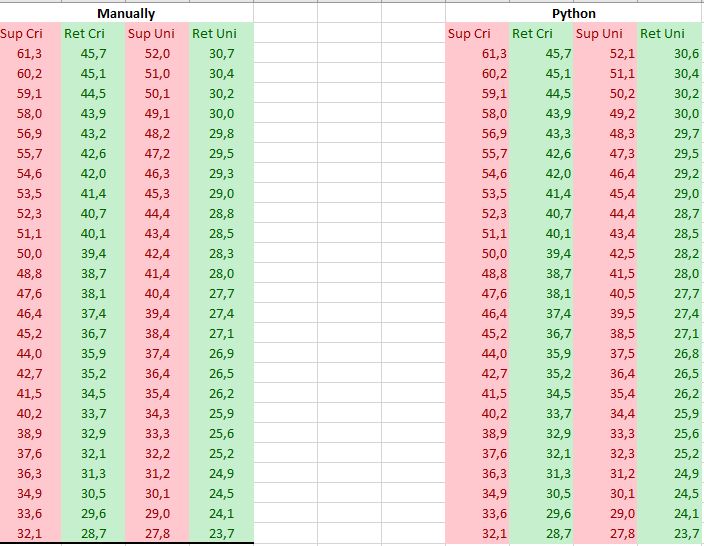 Manually Python
Sup Cri Ret Cri Sup Uni Ret Uni Sup Cri Ret Cri Sup Uni Ret Uni
61,3 45,7 52,0 30,7 61,3 45,7 52,1 30,6
60,2 45,1 51,0 30,4 60,2 45,1 51,1 30,4
59,1 44,5 50,1 30,2 59,1 44,5 50,2 30,2
58,0 43,9 49,1 30,0 58,0 43,9 49,2 30,0
56,9 43,2 48,2 29,8 56,9 43,3 48,3 29,7
55,7 42,6 47,2 29,5 55,7 42,6 47,3 29,5
54,6 42,0 46,3 29,3 54,6 42,0 46,4 29,2
53,5 41,4 45,3 29,0 53,5 41,4 45,4 29,0
52,3 40,7 44,4 28,8 52,3 40,7 44,4 28,7
51,1 40,1 43,4 28,5 51,1 40,1 43,4 28,5
50,0 39,4 42,4 28,3 50,0 39,4 42,5 28,2
48,8 38,7 41,4 28,0 48,8 38,7 41,5 28,0
47,6 38,1 40,4 27,7 47,6 38,1 40,5 27,7
46,4 37,4 39,4 27,4 46,4 37,4 39,5 27,4
45,2 36,7 38,4 27,1 45,2 36,7 38,5 27,1
44,0 35,9 37,4 26,9 44,0 35,9 37,5 26,8
42,7 35,2 36,4 26,5 42,7 35,2 36,4 26,5
41,5 34,5 35,4 26,2 41,5 34,5 35,4 26,2
40,2 33,7 34,3 25,9 40,2 33,7 34,4 25,9
38,9 32,9 33,3 25,6 38,9 32,9 33,3 25,6
37,6 32,1 32,2 25,2 37,6 32,1 32,3 25,2
36,3 31,3 31,2 24,9 36,3 31,3 31,2 24,9
34,9 30,5 30,1 24,5 34,9 30,5 30,1 24,5
33,6 29,6 29,0 24,1 33,6 29,6 29,0 24,1
32,1 28,7 27,8 23,7 32,1 28,7 27,8 23,7